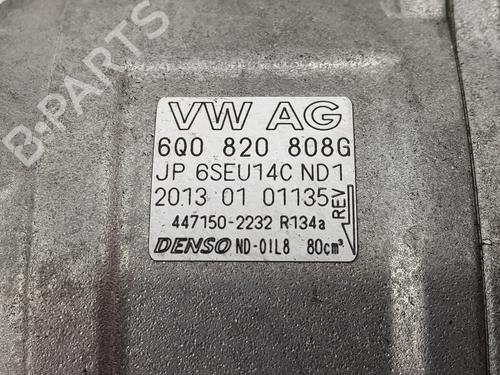 B-Parts
VW AG
6Q0 820 808G
JP 6SEU14C ND1
2013 01 01135
REV
447150-2232 R134a
DENSO ND-OIL8 80cm³